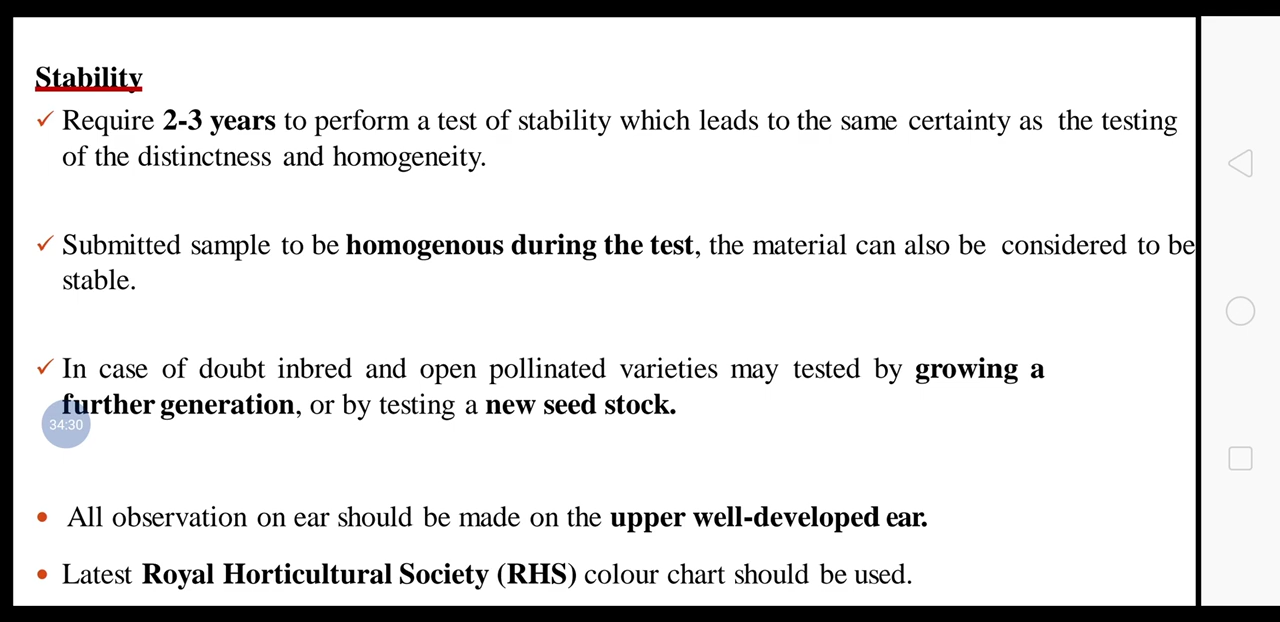 Stability
✓ Require 2-3 years to perform a test of stability which leads to the same certainty as the testing
of the distinctness and homogeneity.
✓ Submitted sample to be homogenous during the test, the material can also be considered to be
stable.
✓ In case of doubt inbred and open pollinated varieties may tested by growing a
further generation, or by testing a new seed stock.
34:30
• All observation on ear should be made on the upper well-developed ear.
• Latest Royal Horticultural Society (RHS) colour chart should be used.